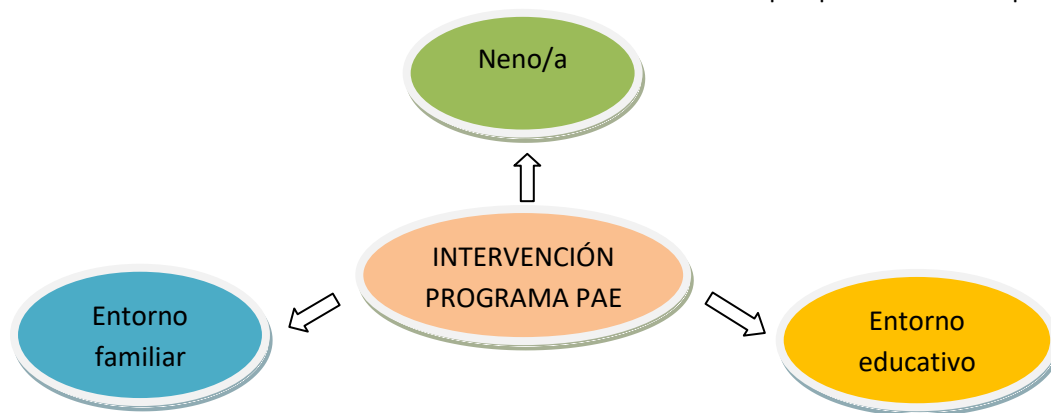 Neno/a
INTERVENCIÓN
PROGRAMA PAE
Entorno
familiar
Entorno
educativo